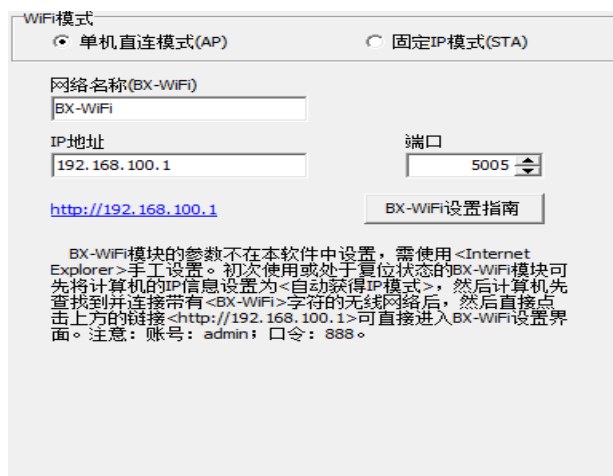 WiFi模式
单机直连模式(AP)
固定IP模式(STA)
网络名称(BX-WiFi)
BX-WiFi
IP地址
端口
192.168.100.1
5005
http://192.168.100.1
BX-WiFi设置指南
BX-WiFi模块的参数不在本软件中设置，需使用<Internet
Explorer>手工设置。初次使用或处于复位状态的BX-WiFi模块可
先将计算机的IP信息设置为<自动获得IP模式>，然后计算机先
查找到并连接带有<BX-WiFi>字符的无线网络后，然后直接点
击上方的链接<http://192.168.100.1>可直接进入BX-WiFi设置界
面。注意：账号：admin；口令：888。